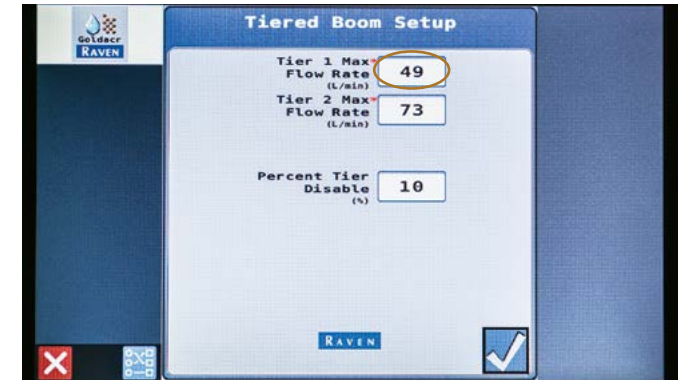 Tiered Boom Setup
Goldacr
RAVEN
Tier 1 Max*
Flow Rate
(L/min)
49
Tier 2 Max*
Flow Rate
(L/min)
73
Percent Tier
Disable
(%)
10
RAVEN